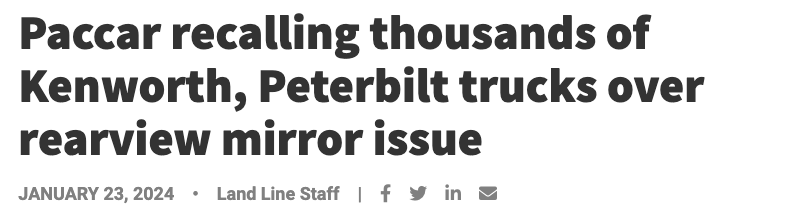 Paccar recalling thousands of
Kenworth, Peterbilt trucks over
rearview mirror issue
JANUARY 23, 2024 • Land Line Staff |